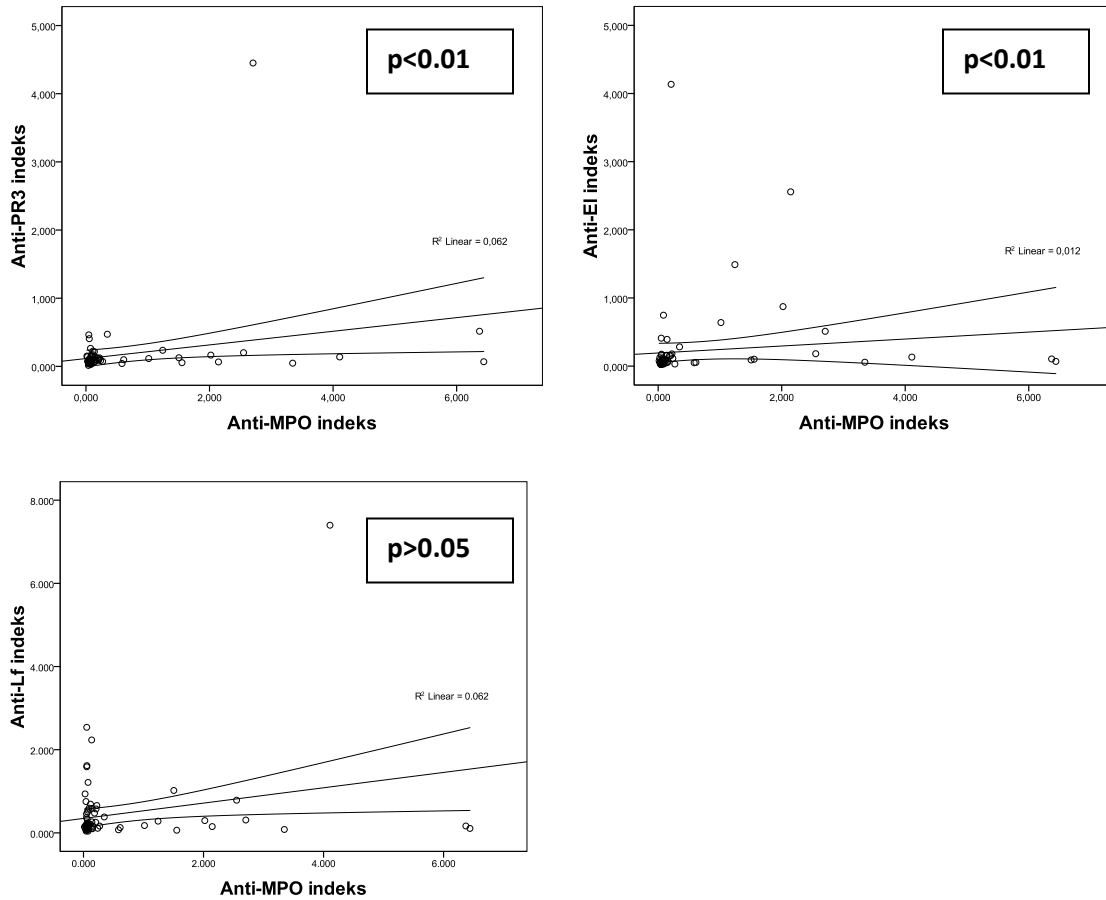 5,000
4,000
3,000
2,000
1,000
0,000
Anti-PR3 indeks
p<0.01
R² Linear = 0,062
0,000 2,000 4,000 6,000
Anti-MPO indeks
5,000
4,000
3,000
2,000
1,000
0,000
Anti-El indeks
p<0.01
R² Linear = 0,012
0,000 2,000 4,000 6,000
Anti-MPO indeks
8.000
6.000
4.000
2.000
0.000
Anti-Lf indeks
p>0.05
R² Linear = 0.062
0.000 2.000 4.000 6.000
Anti-MPO indeks